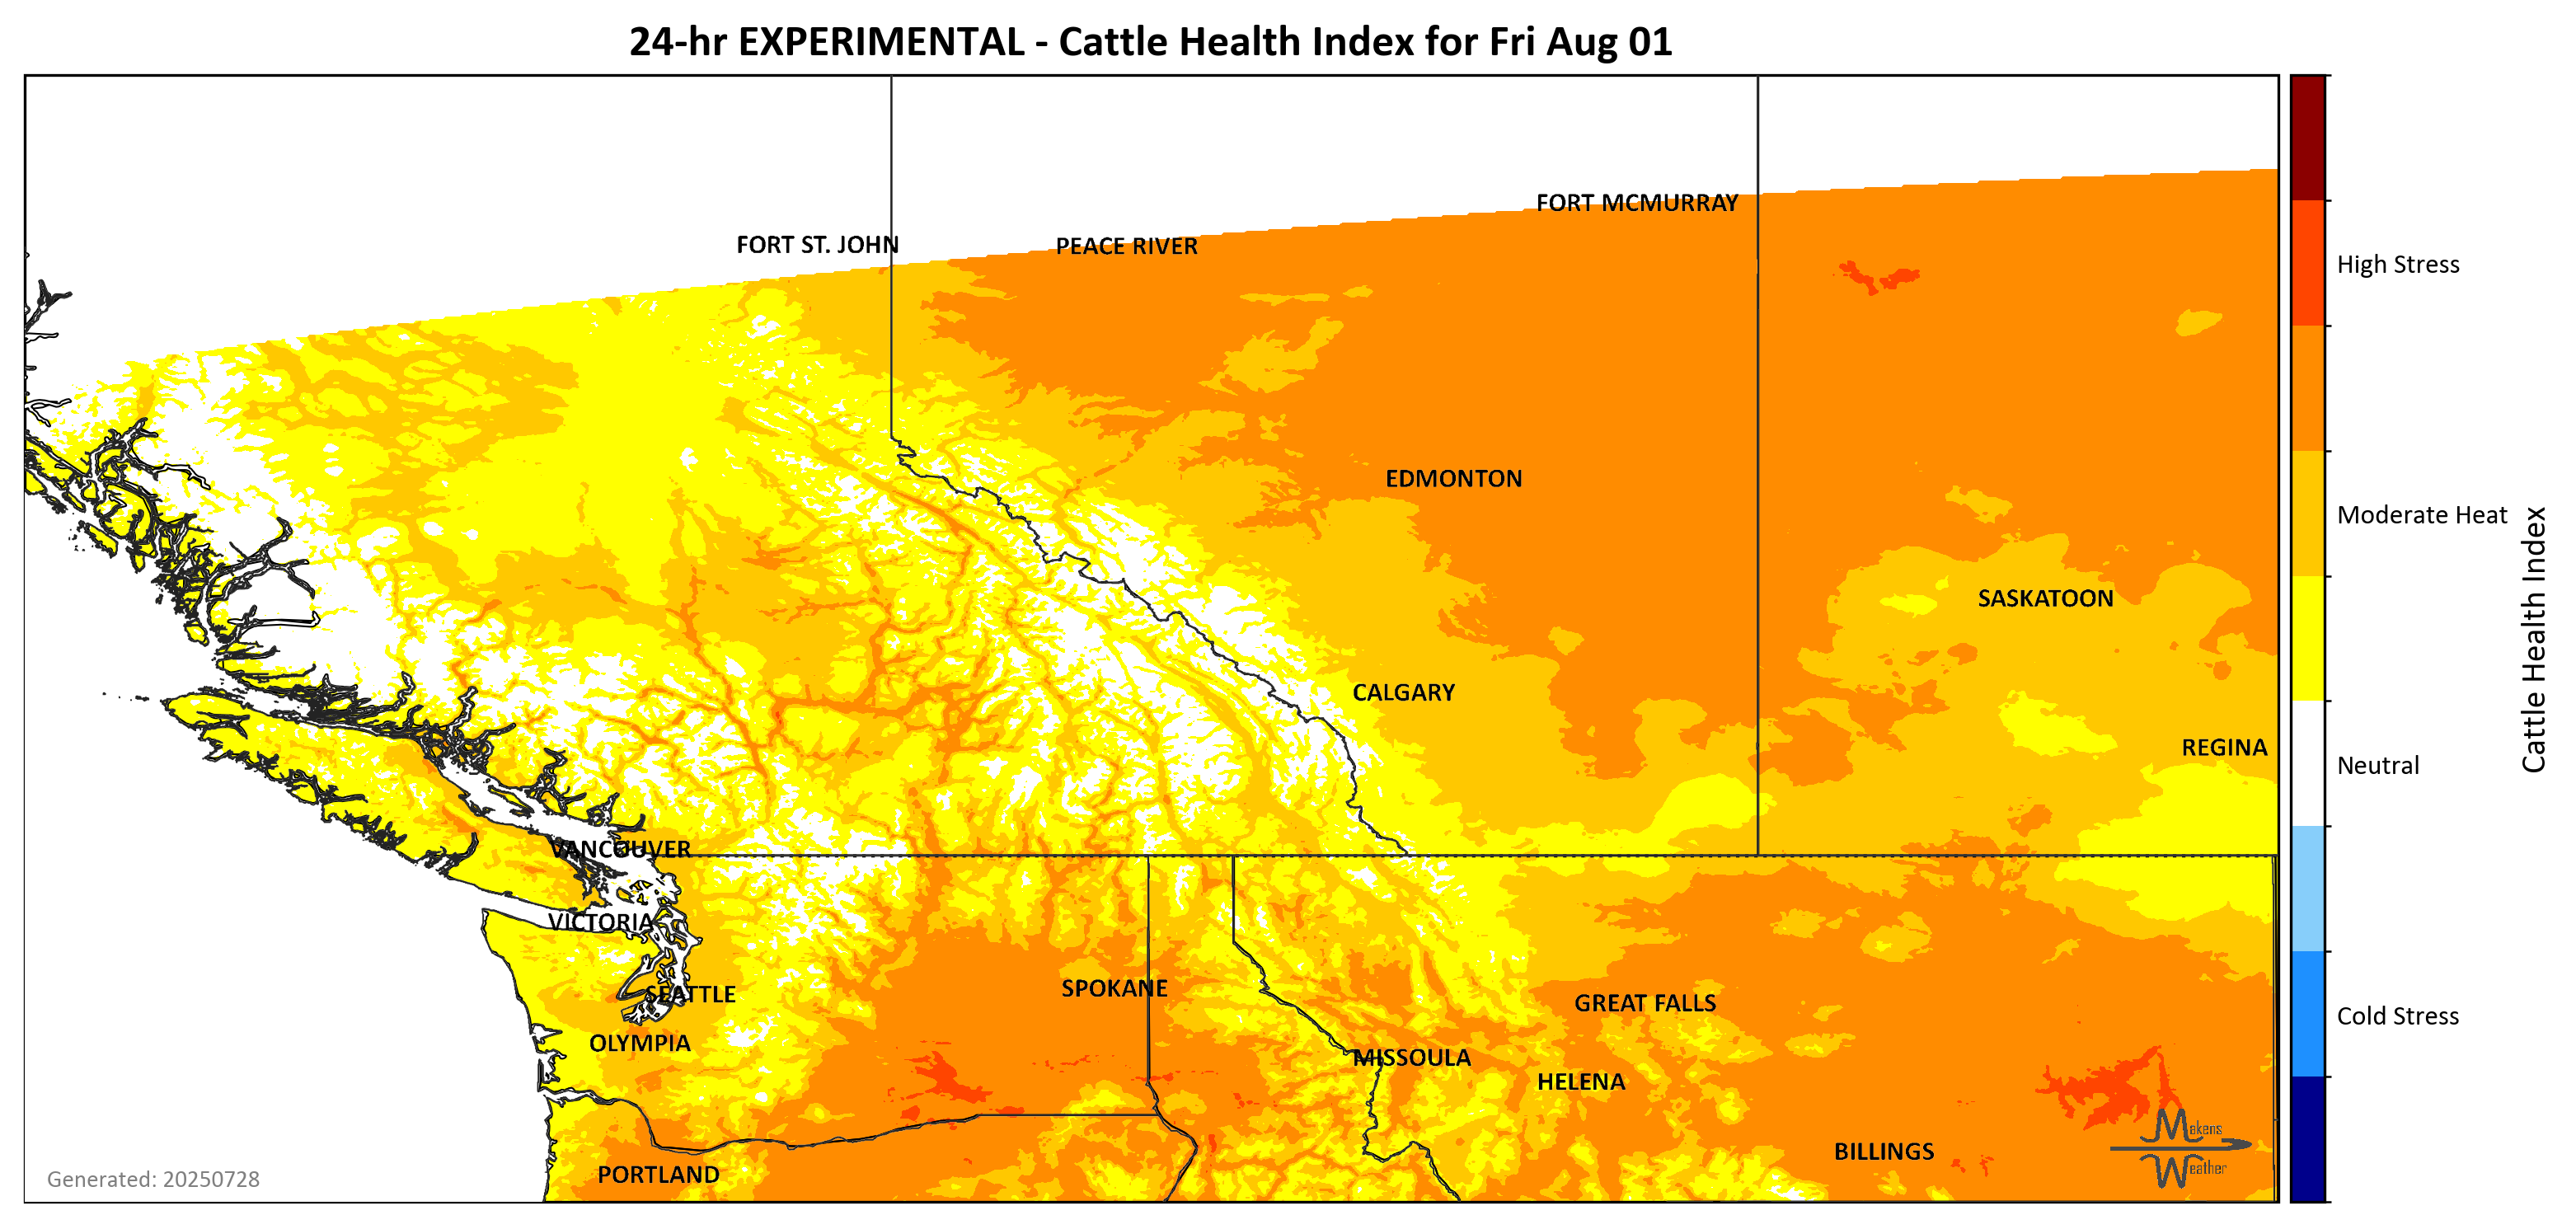 24-hr EXPERIMENTAL - Cattle Health Index for Fri Aug 01
FORT MCMURRAY
FORT ST. JOHN
PEACE RIVER
High Stress
EDMONTON
Moderate Heat
SASKATOON
Cattle Health Index
CALGARY
REGINA
Neutral
VANCOUVER
VICTORIA
SPOKANE
SEATTLE
GREAT FALLS
Cold Stress
OLYMPIA
MISSOULA
HELENA
Makens
Weather
BILLINGS
PORTLAND
Generated: 20250728